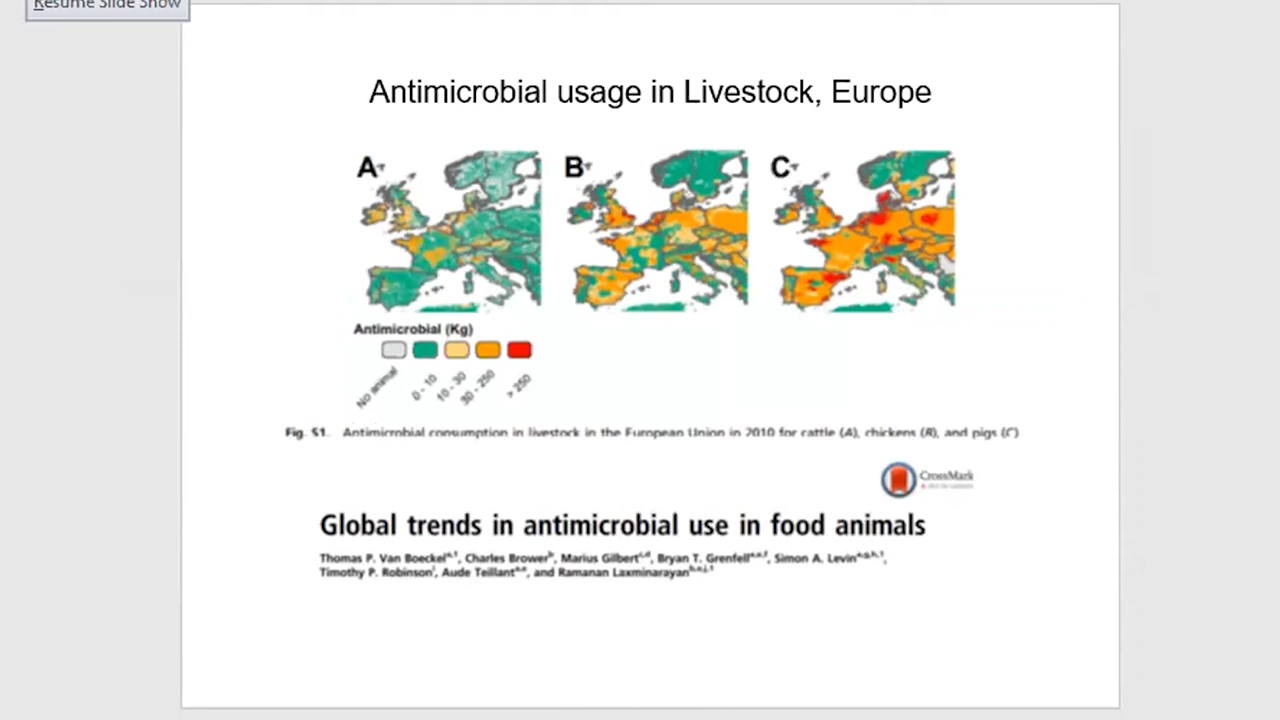 Resume Slide Show
Antimicrobial usage in Livestock, Europe
A
B
C
Antimicrobial (Kg)
No animal
0 - 10
10 - 30
30 - 250
> 250
Fig. S1. Antimicrobial consumption in livestock in the European Union in 2010 for cattle (A), chickens (B), and pigs (C)
CrossMark
Global trends in antimicrobial use in food animals
Thomas P. Van Boeckel, Charles Brower, Marius Gilbert, Bryan T. Grenfell, Simon A. Levin,
Timothy P. Robinson, Aude Teillant, and Ramanan Laxminarayan